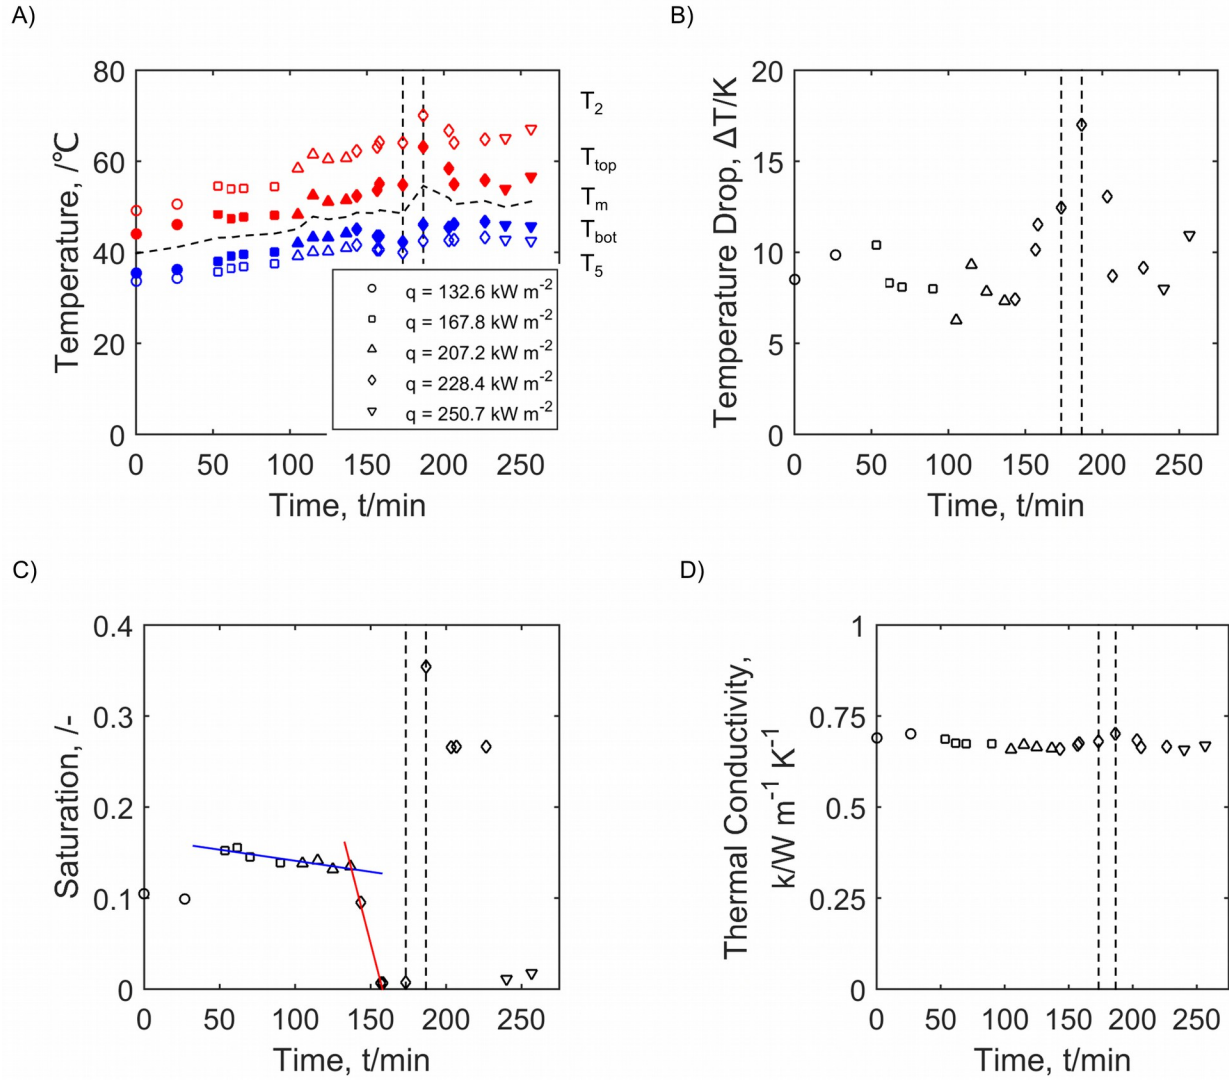 A)
80
60
40
20
0
Temperature, /℃
0 50 100 150 200 250
Time, t/min
T2
Ttop
Tm
Tbot
T5
q = 132.6 kW m-2
q = 167.8 kW m-2
q = 207.2 kW m-2
q = 228.4 kW m-2
q = 250.7 kW m-2
B)
20
15
10
5
0
Temperature Drop, ΔT/K
0 50 100 150 200 250
Time, t/min
C)
0.4
0.3
0.2
0.1
0
Saturation, /-
0 50 100 150 200 250
Time, t/min
D)
1
0.75
0.5
0.25
0
Thermal Conductivity,
k/W m-1 K-1
0 50 100 150 200 250
Time, t/min